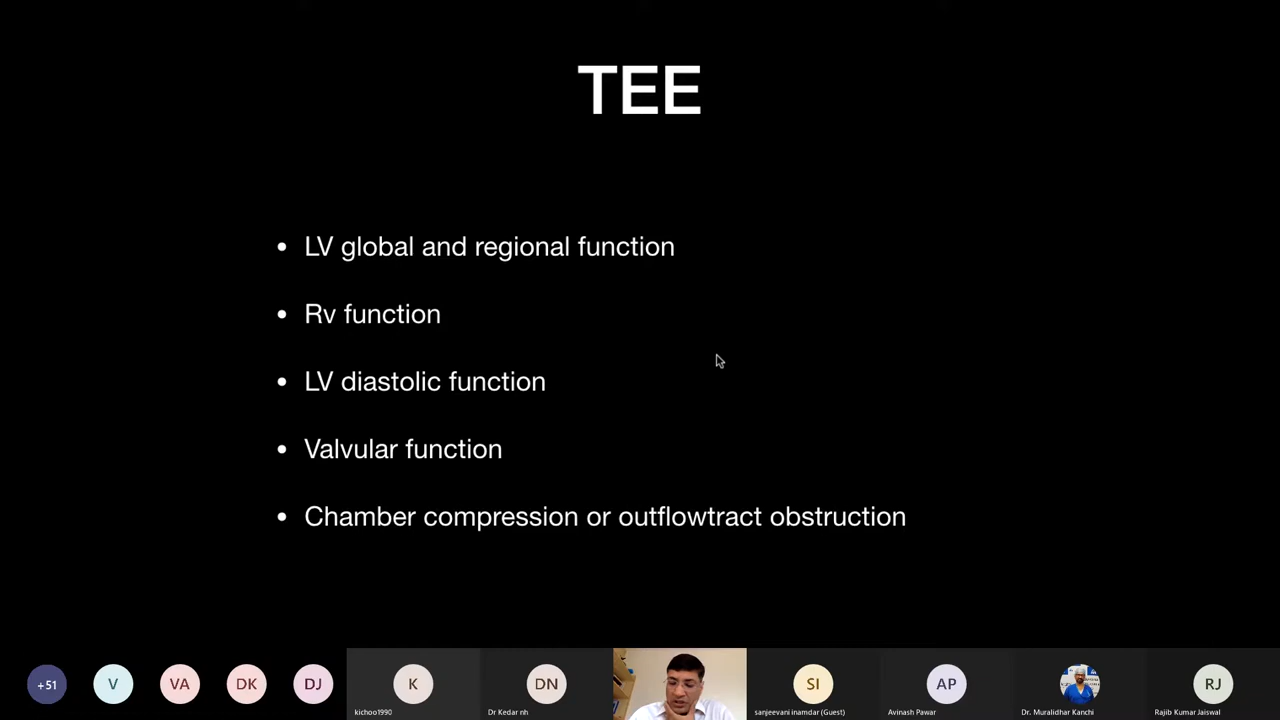 TEE
• LV global and regional function
• Rv function
• LV diastolic function
• Valvular function
• Chamber compression or outflowtract obstruction
+51
V
VA
DK
DJ
K
DN
SI
AP
RJ
kichoo1990
Dr Kedar nh
sanjeevani inamdar (Guest)
Avinash Pawar
Dr. Muralidhar Kanchi
Rajib Kumar Jaiswal